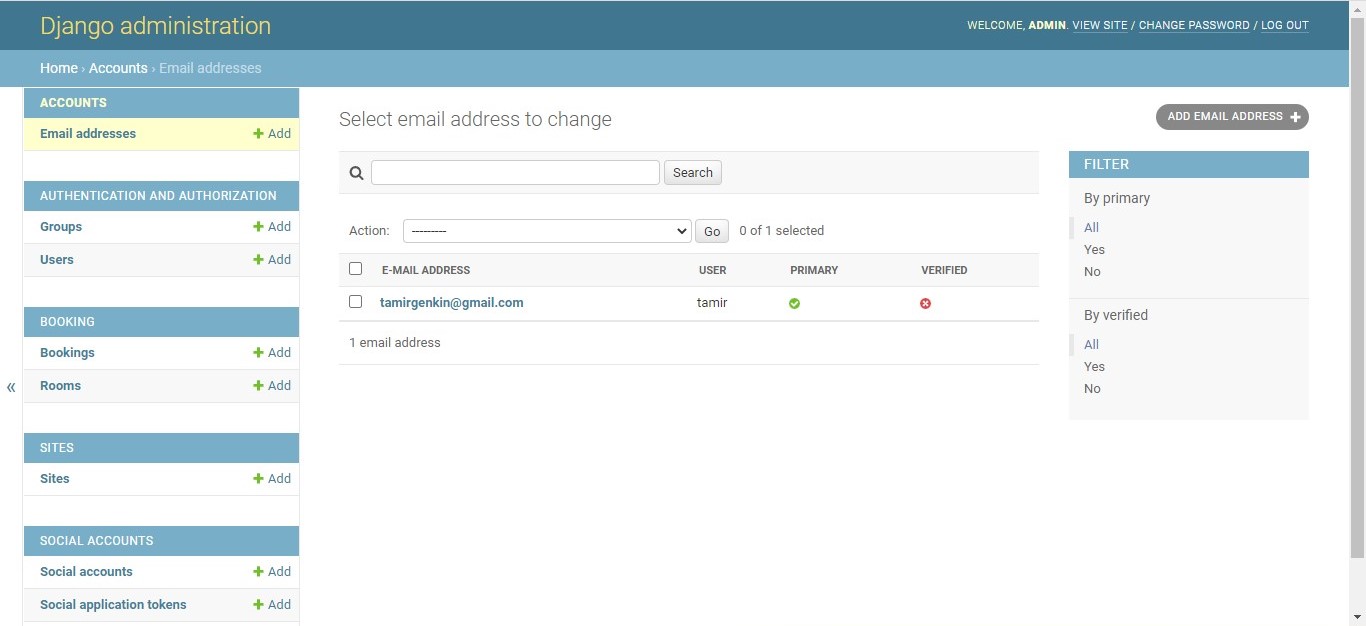 Django administration
WELCOME, ADMIN. VIEW SITE / CHANGE PASSWORD / LOG OUT
Home › Accounts › Email addresses
«
ACCOUNTS
Email addresses + Add
AUTHENTICATION AND AUTHORIZATION
Groups + Add
Users + Add
BOOKING
Bookings + Add
Rooms + Add
SITES
Sites + Add
SOCIAL ACCOUNTS
Social accounts + Add
Social application tokens + Add
Select email address to change
ADD EMAIL ADDRESS +
Search
Action: --------- Go 0 of 1 selected
E-MAIL ADDRESS USER PRIMARY VERIFIED
tamirgenkin@gmail.com tamir
1 email address
FILTER
By primary
All
Yes
No
By verified
All
Yes
No